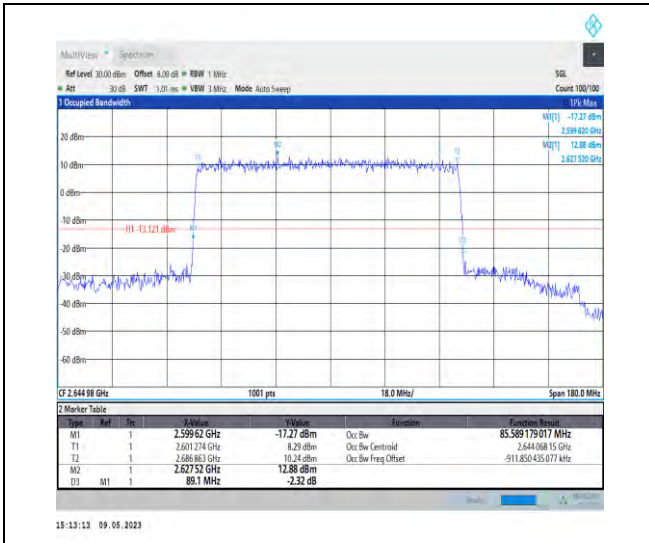 MultiView Spectrum
Ref Level 30.00 dBm Offset 8.00 dB RBW 1 MHz SGL
Att 30 dB SWT 1.01 ms VBW 3 MHz Mode Auto Sweep Count 100/100
1 Occupied Bandwidth 1Pk Max
M1[1] -17.27 dBm
2.599 620 GHz
M2[1] 12.88 dBm
2.627 520 GHz
20 dBm
M2
T1
T2
10 dBm
0 dBm
-10 dBm
H1 -13.121 dBm
M1
-20 dBm
D3
-30 dBm
-40 dBm
-50 dBm
-60 dBm
CF 2.644 98 GHz 1001 pts 18.0 MHz/ Span 180.0 MHz
2 Marker Table
Type Ref Trc X-Value Y-Value Function Function Result
M1 1 2.599 62 GHz -17.27 dBm Occ Bw 85.589 179 017 MHz
T1 1 2.601 274 GHz 8.29 dBm Occ Bw Centroid 2.644 068 15 GHz
T2 1 2.686 863 GHz 10.24 dBm Occ Bw Freq Offset -911.850 435 077 kHz
M2 1 2.627 52 GHz 12.88 dBm
D3 M1 1 89.1 MHz -2.32 dB
15:13:13 09.05.2023